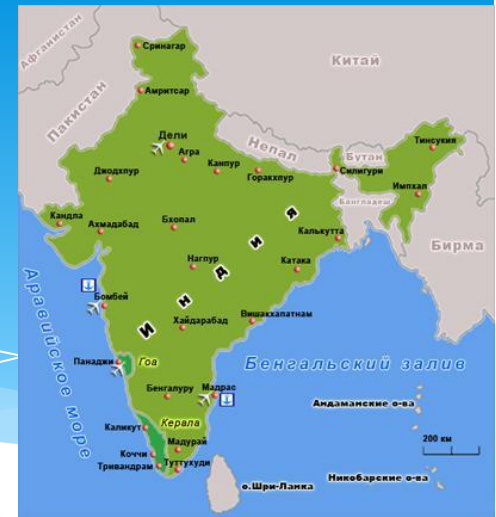 Афганистан
Сринагар
Китай
Амритсар
Пакистан
Дели
Агра
Непал
Тинсукия
Джодхпур
Канпур
Горакхпур
Бутан
Силигури
Импхал
Бангладеш
Кандла
Ахмадабад
Бхопал
Калькутта
Бирма
Нагпур
Катака
Индия
Бомбей
Хайдарабад
Вишакхапатнам
Аравийское море
Панаджи
Гоа
Бенгальский залив
Бенгалуру
Мадрас
Андаманские о-ва
Каликут
Керала
200 км
Коччи
Мадурай
Тривандрам
Туттукуди
о.Шри-Ланка
Никобарские о-ва